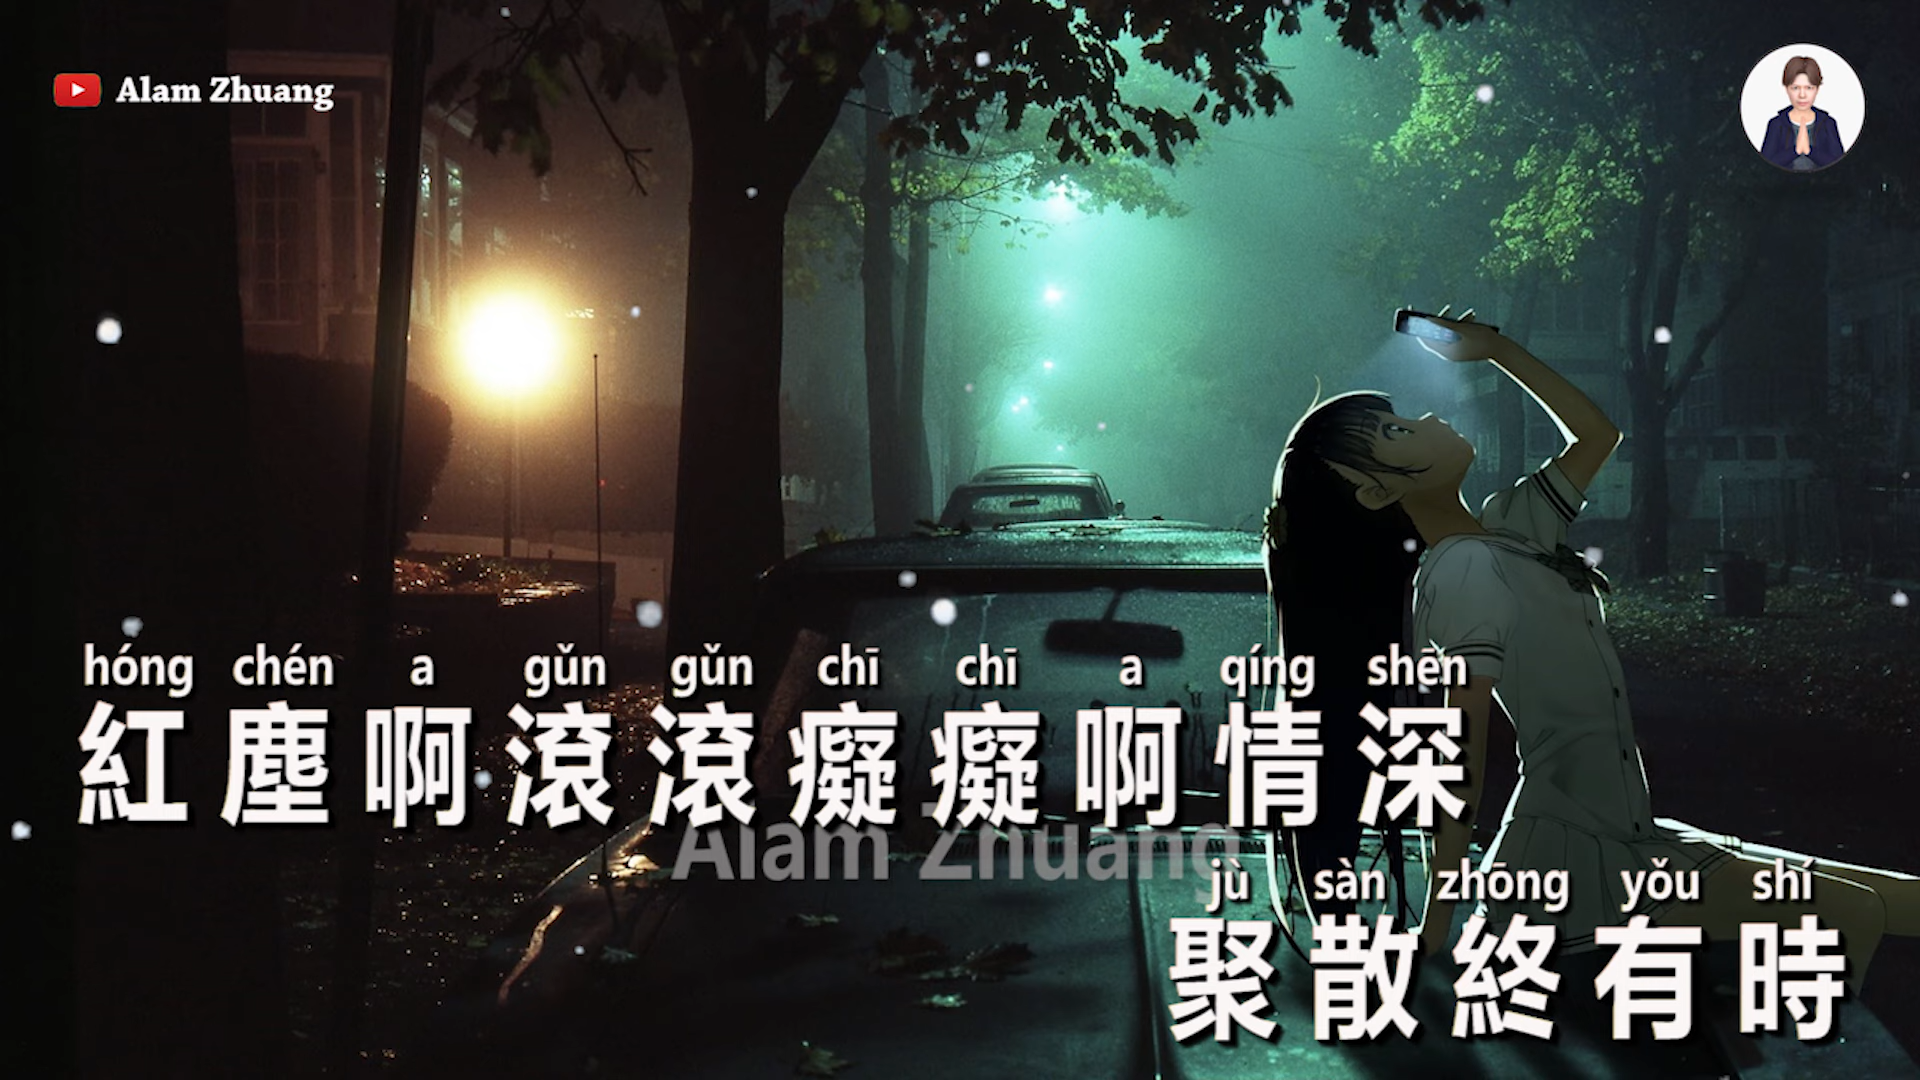 Alam Zhuang
hóng chén a gǔn gǔn chī chī a qíng shēn
紅塵啊滾滾癡癡啊情深
Alam Zhuang
jù sàn zhōng yǒu shí
聚散終有時